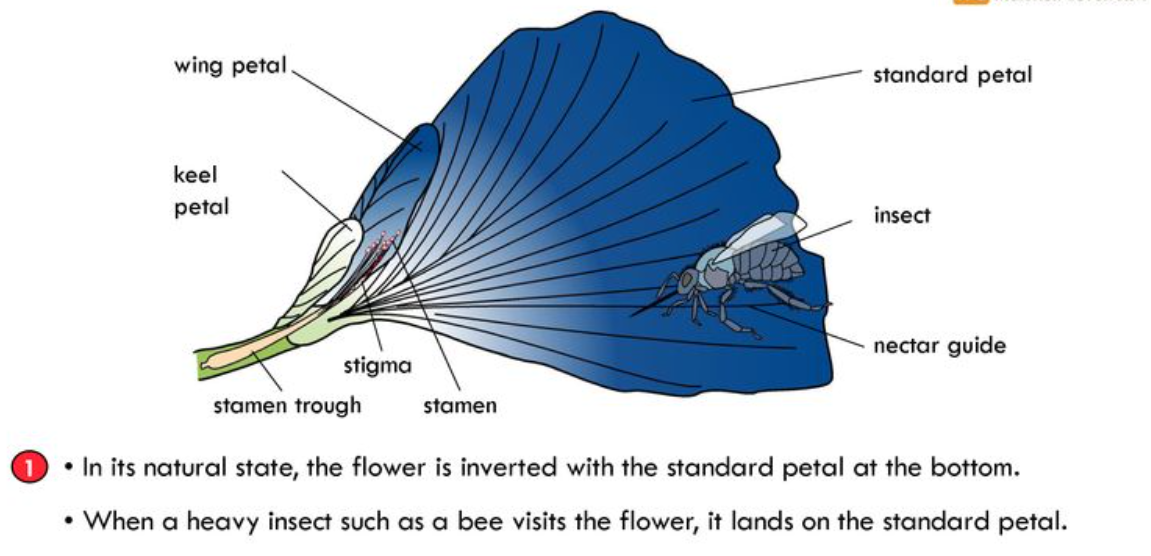 wing petal
standard petal
keel
petal
insect
nectar guide
stigma
stamen trough
stamen
1 • In its natural state, the flower is inverted with the standard petal at the bottom.
• When a heavy insect such as a bee visits the flower, it lands on the standard petal.